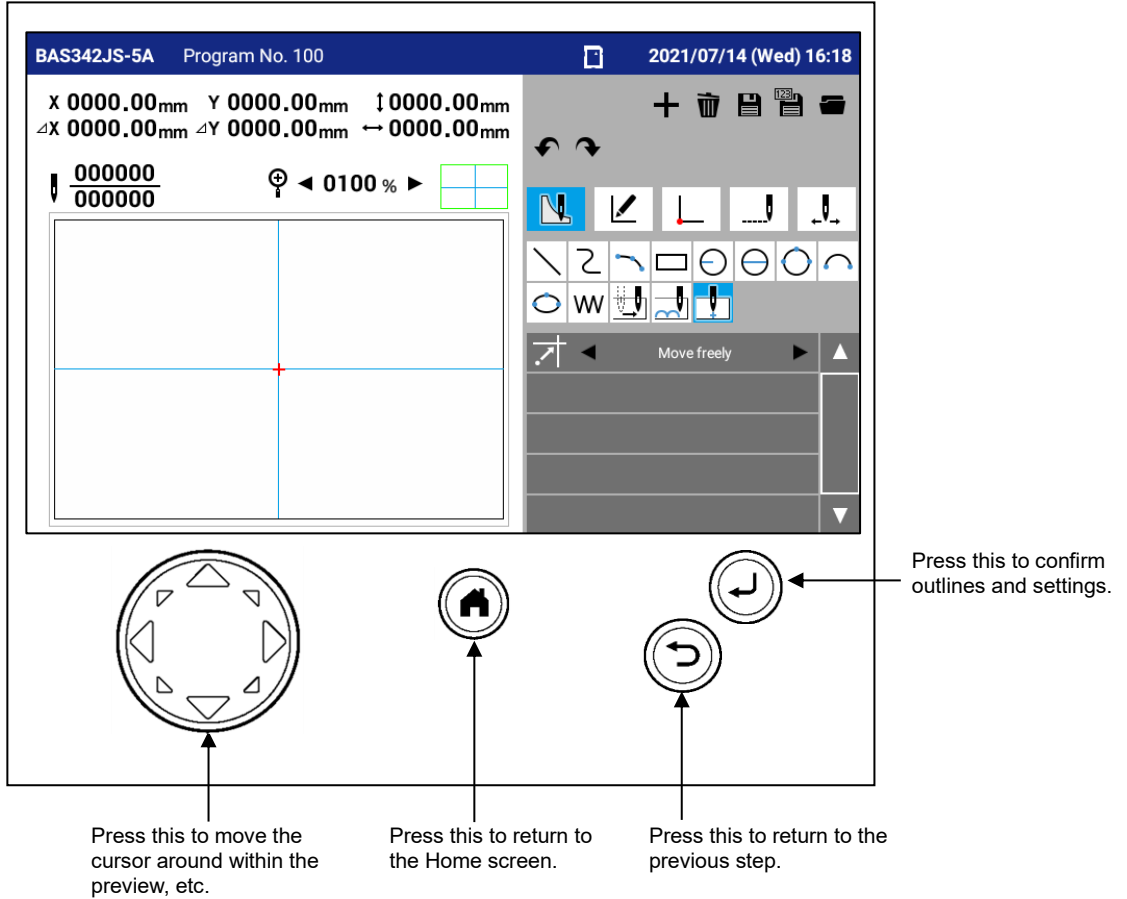 BAS342JS-5A Program No. 100 2021/07/14 (Wed) 16:18
X 0000.00mm Y 0000.00mm ↕0000.00mm
⊿X 0000.00mm ⊿Y 0000.00mm ↔0000.00mm
123
000000
000000
◄ 0100 % ►
W
◄ Move freely ►
Press this to confirm
outlines and settings.
Press this to move the
cursor around within the
preview, etc.
Press this to return to
the Home screen.
Press this to return to the
previous step.